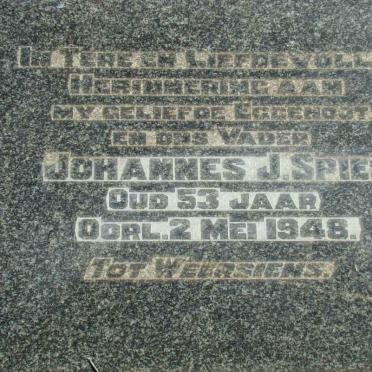 In Tere en Liefdevoll
Herinnering aan
my geliefde Eggenoot
en ons Vader
Johannes J. Spie
Oud 53 Jaar
Oorl. 2 Mei 1948.
Tot Weersiens.